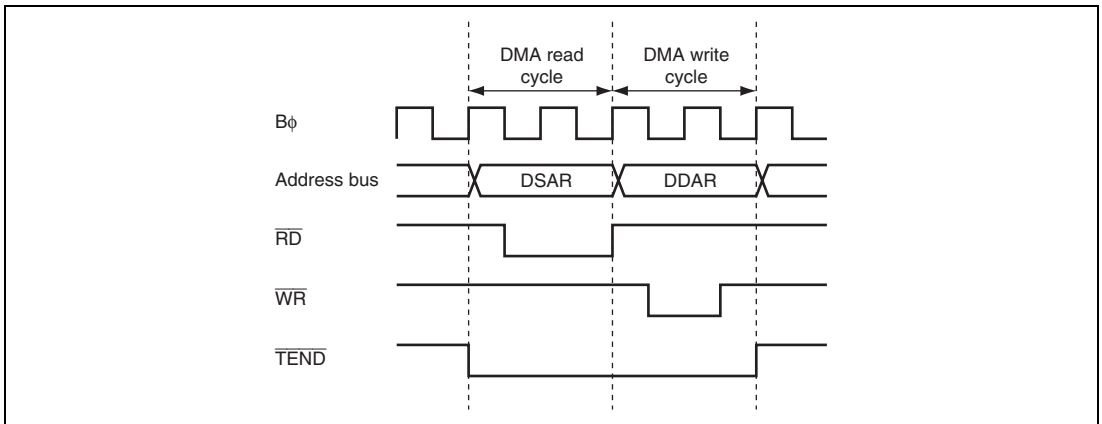 DMA read
cycle
DMA write
cycle
Bϕ
Address bus
DSAR
DDAR
RD
WR
TEND